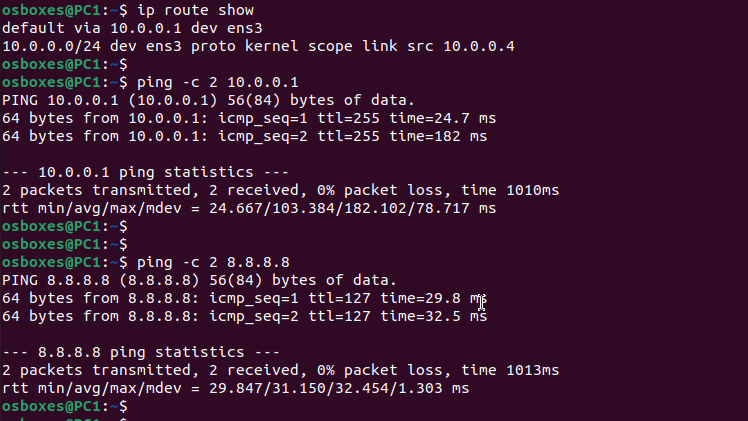 osboxes@PC1:~$ ip route show
default via 10.0.0.1 dev ens3
10.0.0.0/24 dev ens3 proto kernel scope link src 10.0.0.4
osboxes@PC1:~$
osboxes@PC1:~$ ping -c 2 10.0.0.1
PING 10.0.0.1 (10.0.0.1) 56(84) bytes of data.
64 bytes from 10.0.0.1: icmp_seq=1 ttl=255 time=24.7 ms
64 bytes from 10.0.0.1: icmp_seq=2 ttl=255 time=182 ms

--- 10.0.0.1 ping statistics ---
2 packets transmitted, 2 received, 0% packet loss, time 1010ms
rtt min/avg/max/mdev = 24.667/103.384/182.102/78.717 ms
osboxes@PC1:~$
osboxes@PC1:~$
osboxes@PC1:~$ ping -c 2 8.8.8.8
PING 8.8.8.8 (8.8.8.8) 56(84) bytes of data.
64 bytes from 8.8.8.8: icmp_seq=1 ttl=127 time=29.8 ms
64 bytes from 8.8.8.8: icmp_seq=2 ttl=127 time=32.5 ms

--- 8.8.8.8 ping statistics ---
2 packets transmitted, 2 received, 0% packet loss, time 1013ms
rtt min/avg/max/mdev = 29.847/31.150/32.454/1.303 ms
osboxes@PC1:~$